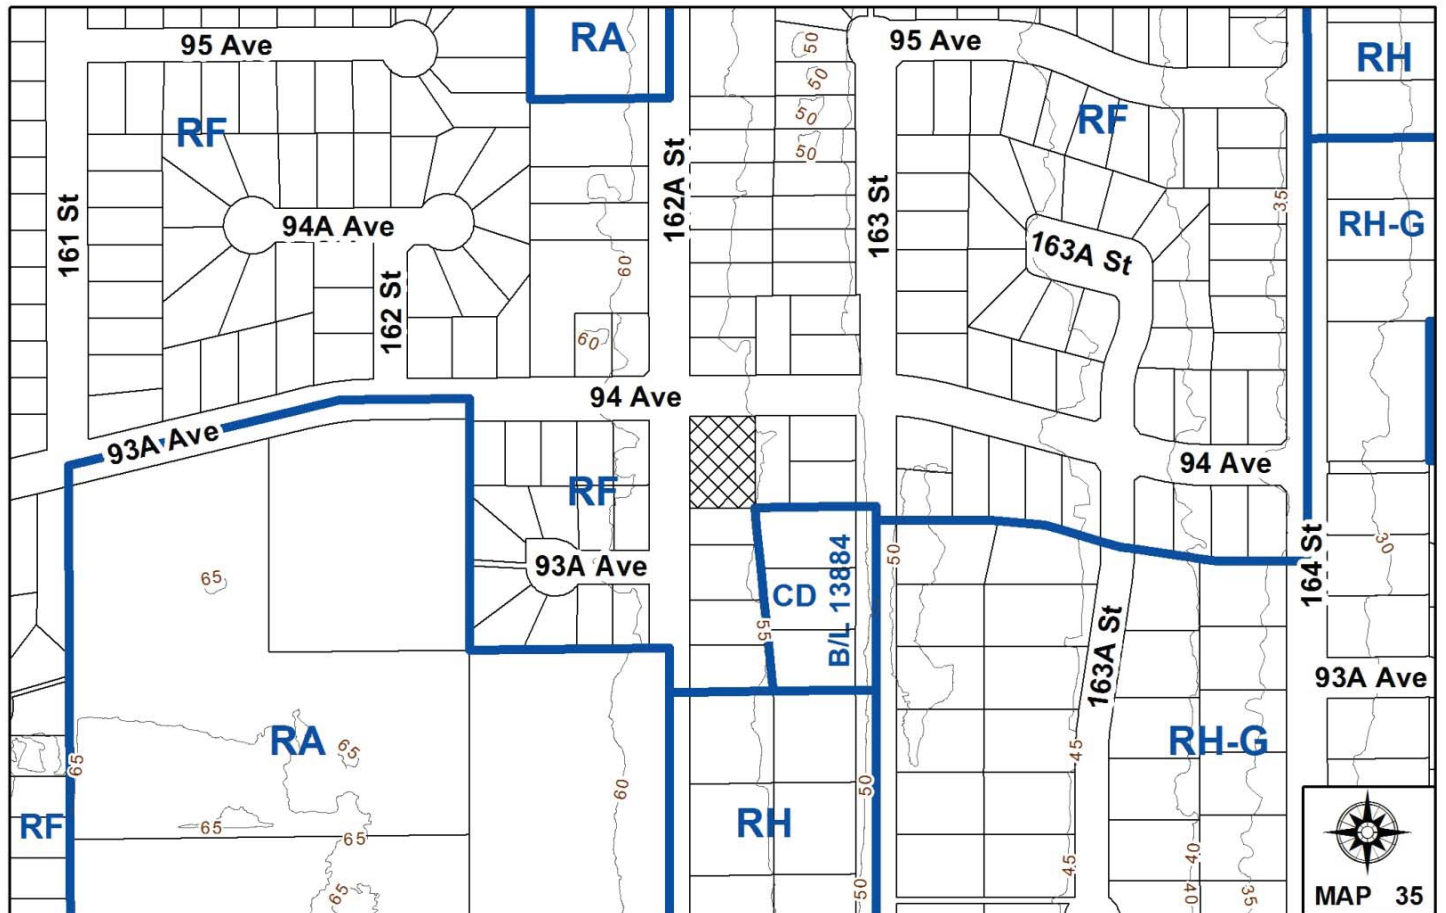 95 Ave
RA
50
95 Ave
RH
50
50
RF
RF
50
162A St
161 St
94A Ave
163 St
35
RH-G
163A St
60
162 St
60
94 Ave
93A Ave
94 Ave
RF
50
30
164 St
93A Ave
65
CD
B/L 13884
55
163A St
93A Ave
RA
65
65
45
RH-G
60
50
RF
65
65
RH
40
45
65
50
40
35
MAP 35